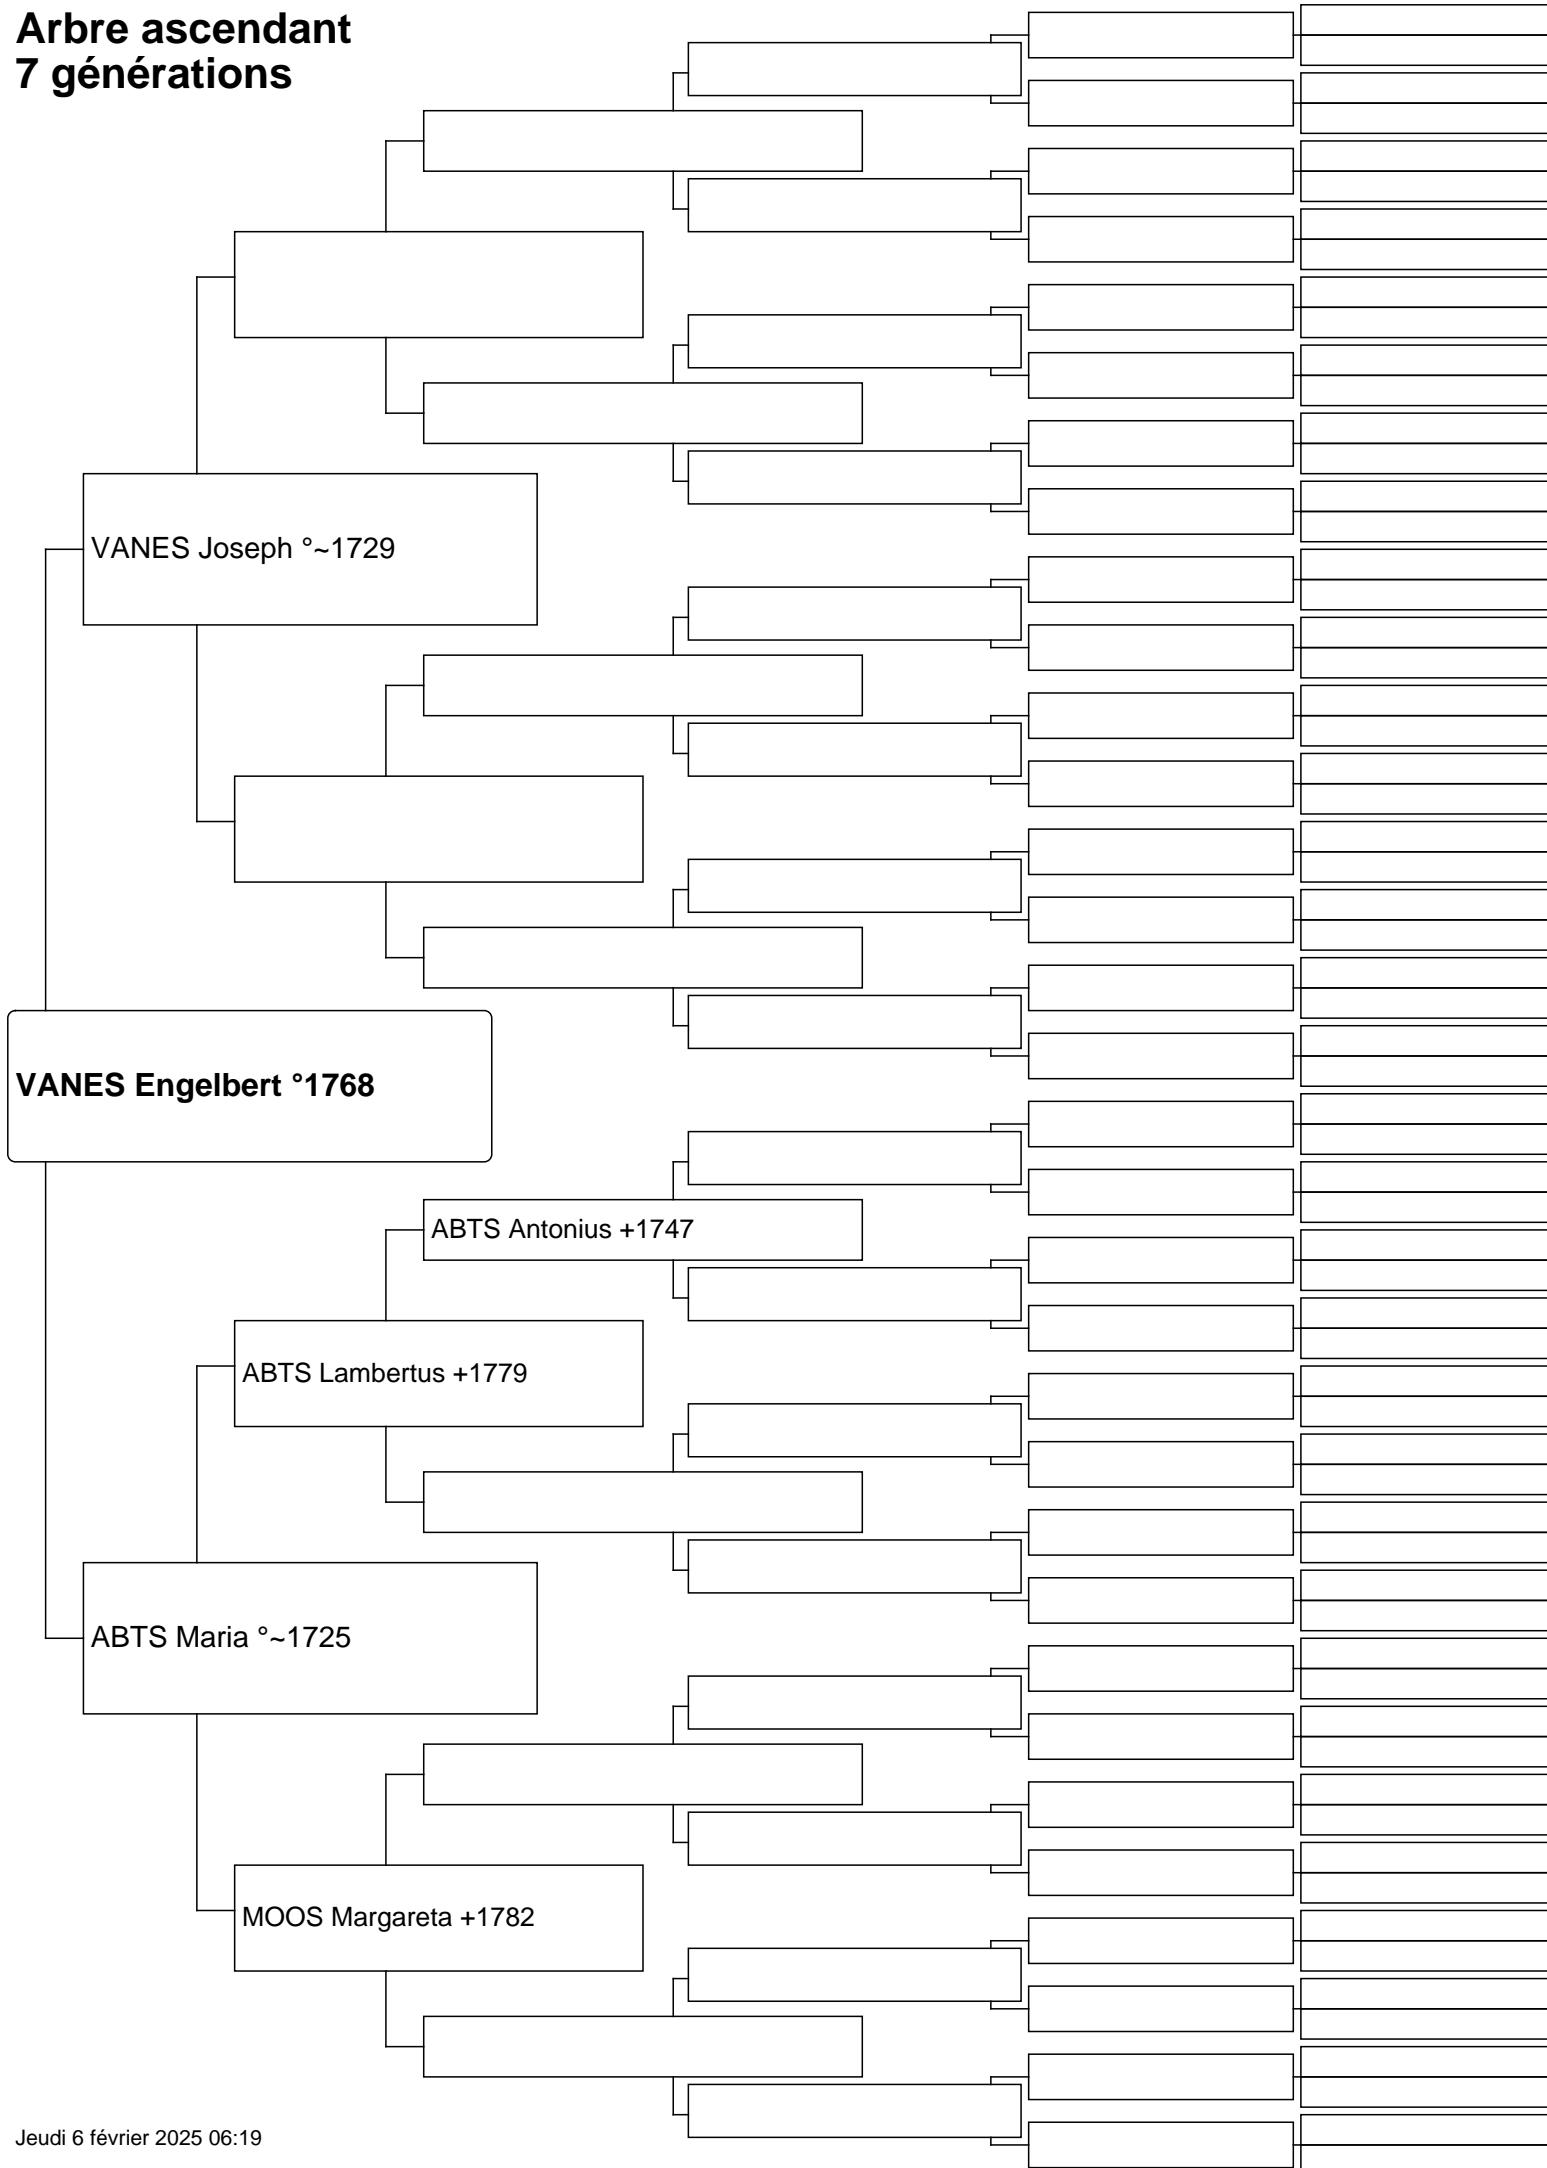 Arbre ascendant
7 générations
VANES Joseph °~1729
VANES Engelbert °1768
ABTS Antonius +1747
ABTS Lambertus +1779
ABTS Maria °~1725
MOOS Margareta +1782
Jeudi 6 février 2025 06:19